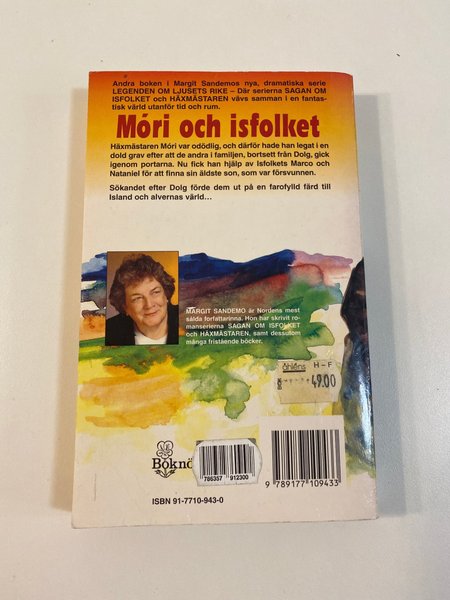 Andra boken i Margit Sandemos nya, dramatiska serie
LEGENDEN OM LJUSETS RIKE – Där serierna SAGAN OM
ISFOLKET och HÄXMÄSTAREN vävs samman i en fantas-
tisk värld utanför tid och rum.
Móri och isfolket
Häxmästaren Móri var odödlig, och därför hade han legat i en
dold grav efter att de andra i familjen, bortsett från Dolg, gick
igenom portarna. Nu fick han hjälp av Isfolkets Marco och
Nataniel för att finna sin äldste son, som var försvunnen.
Sökandet efter Dolg förde dem ut på en farofylld färd till
Island och alvernas värld...
MARGIT SANDEMO är Nordens mest
sålda författarinna. Hon har skrivit ro-
manserierna SAGAN OM ISFOLKET
och HÄXMÄSTAREN, samt dessutom
många fristående böcker.
åhléns H-F
49.00
Bokn
786357 912300
9 789177 109433
ISBN 91-7710-943-0